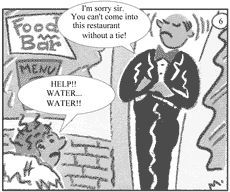 I'm sorry sir.
You can't come into
this restaurant
without a tie!
6
Food
Bar
MENU
HELP!!
WATER...
WATER!!